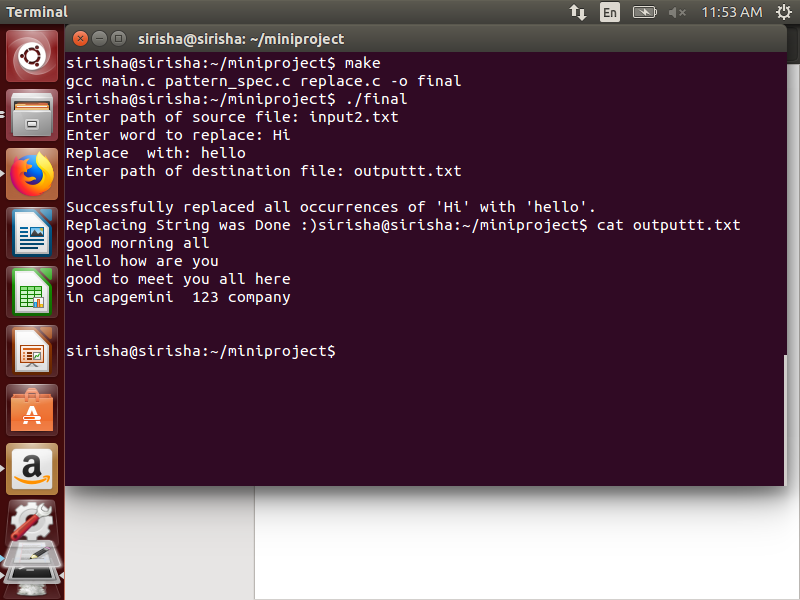 Terminal
En
11:53 AM
sirisha@sirisha: ~/miniproject
sirisha@sirisha:~/miniproject$ make
gcc main.c pattern_spec.c replace.c -o final
sirisha@sirisha:~/miniproject$ ./final
Enter path of source file: input2.txt
Enter word to replace: Hi
Replace  with: hello
Enter path of destination file: outputtt.txt
Successfully replaced all occurrences of 'Hi' with 'hello'.
Replacing String was Done :)sirisha@sirisha:~/miniproject$ cat outputtt.txt
good morning all
hello how are you
good to meet you all here
in capgemini  123 company
sirisha@sirisha:~/miniproject$
A
a